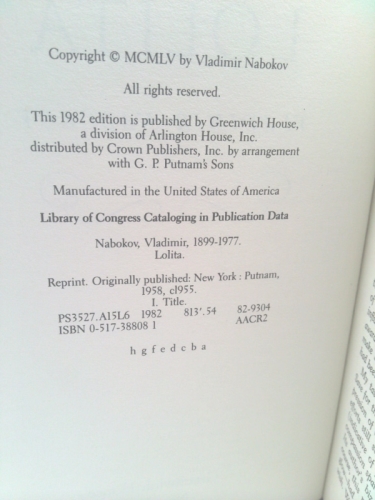 Copyright © MCMLV by Vladimir Nabokov
All rights reserved.
This 1982 edition is published by Greenwich House,
a division of Arlington House, Inc.
distributed by Crown Publishers, Inc. by arrangement
with G. P. Putnam's Sons
Manufactured in the United States of America
Library of Congress Cataloging in Publication Data
Nabokov, Vladimir, 1899-1977.
Lolita.
Reprint. Originally published: New York : Putnam,
1958, c1955.
I. Title.
PS3527.A15L6 1982 813'.54 82-9304
ISBN 0-517-38808 1 AACR2
h g f e d c b a